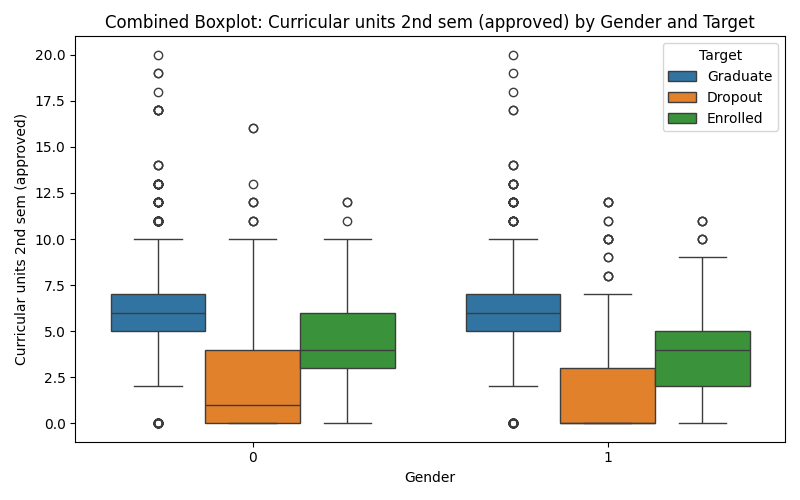 Combined Boxplot: Curricular units 2nd sem (approved) by Gender and Target
Curricular units 2nd sem (approved)
20.0
17.5
15.0
12.5
10.0
7.5
5.0
2.5
0.0
Target
Graduate
Dropout
Enrolled
0
1
Gender